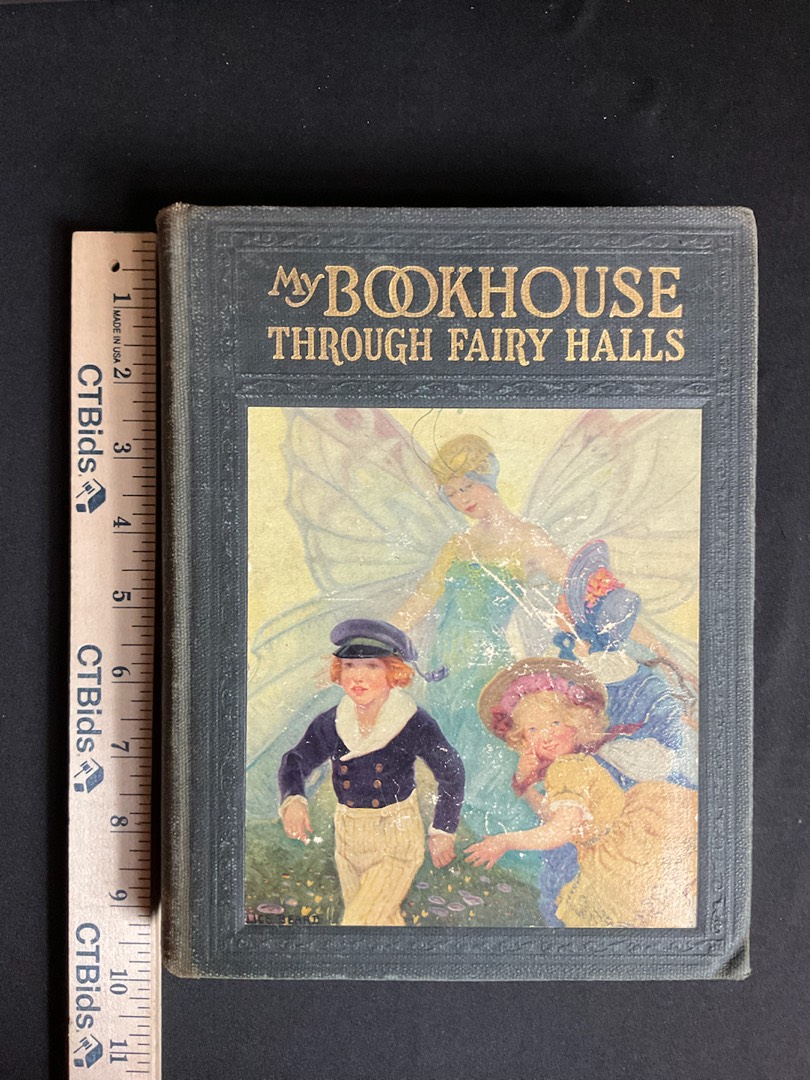 My BOOKHOUSE
THROUGH FAIRY HALLS
1
MADE IN USA
2
3
4
5
6
7
8
9
10
11
CTBids.
CTBids.
CTBids.
BEARD